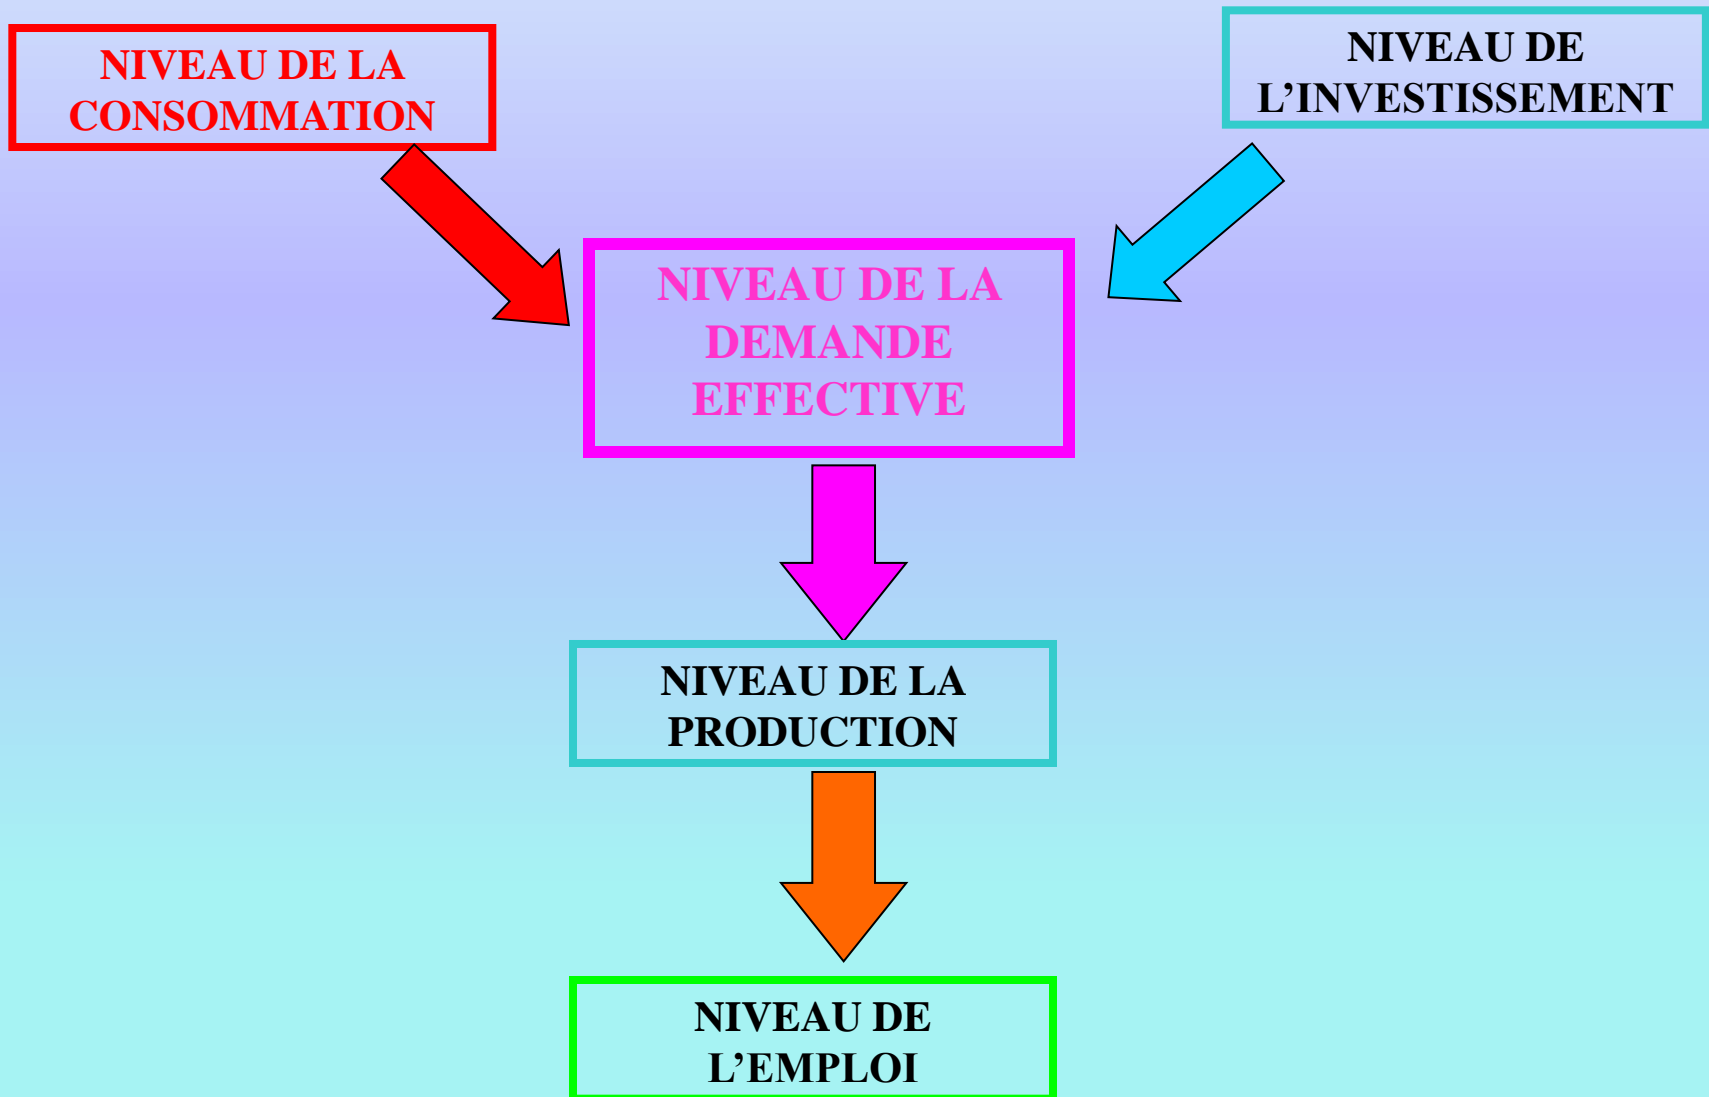 NIVEAU DE LA
CONSOMMATION
NIVEAU DE
L’INVESTISSEMENT
NIVEAU DE LA
DEMANDE
EFFECTIVE
NIVEAU DE LA
PRODUCTION
NIVEAU DE
L’EMPLOI